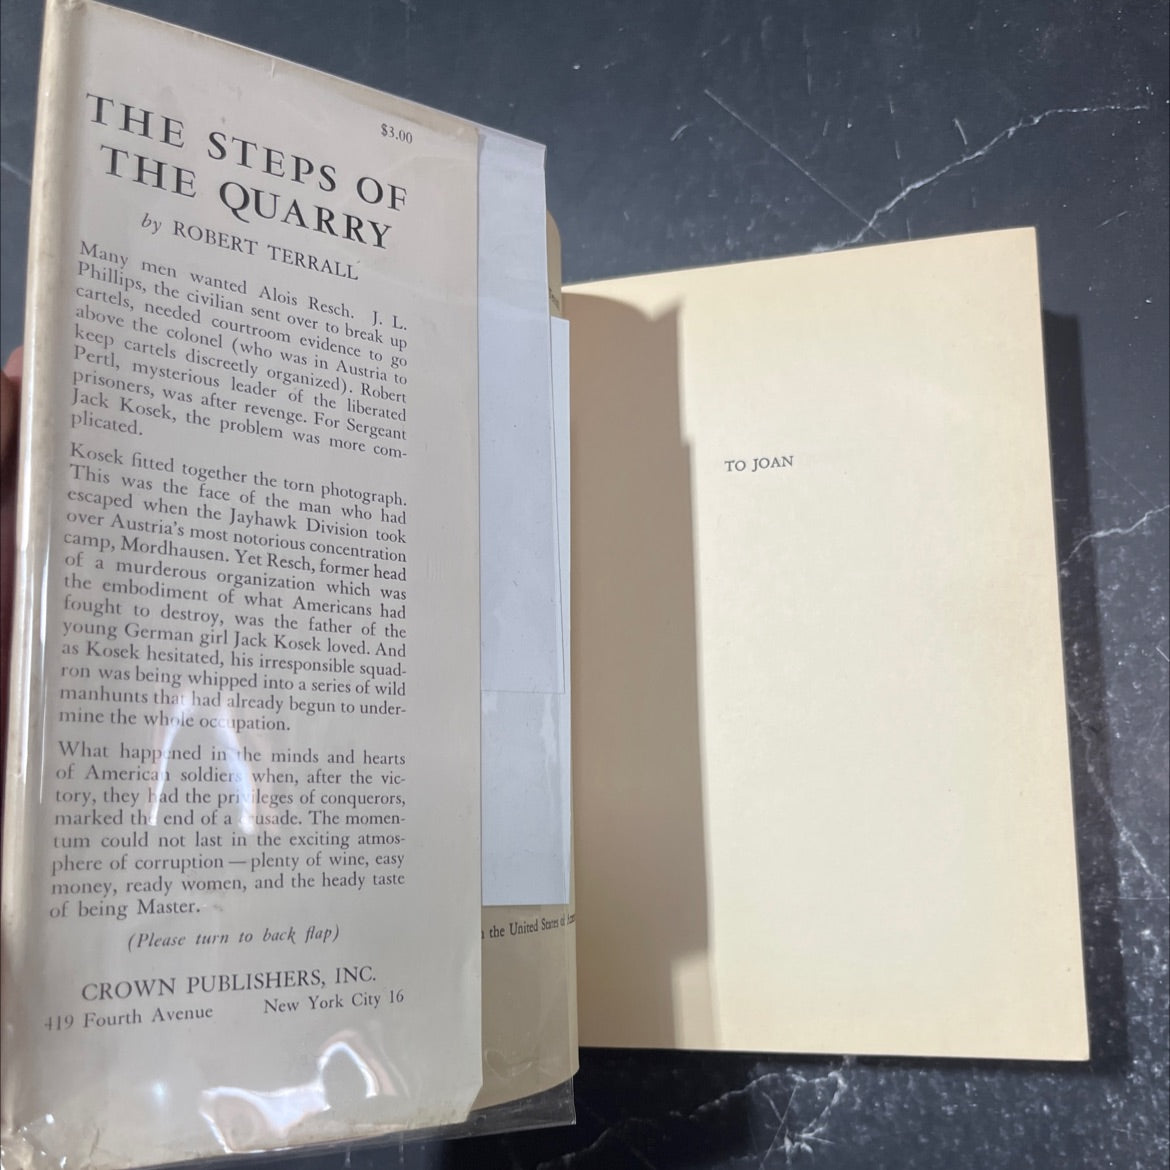 $3.00
THE STEPS OF
THE QUARRY
by ROBERT TERRALL
Many men wanted Alois Resch. J. L.
Phillips, the civilian sent over to break up
cartels, needed courtroom evidence to go
above the colonel (who was in Austria to
keep cartels discreetly organized). Robert
Pertl, mysterious leader of the liberated
prisoners, was after revenge. For Sergeant
Jack Kosek, the problem was more com-
plicated.
Kosek fitted together the torn photograph.
This was the face of the man who had
escaped when the Jayhawk Division took
over Austria's most notorious concentration
camp, Mordhausen. Yet Resch, former head
of a murderous organization which was
the embodiment of what Americans had
fought to destroy, was the father of the
young German girl Jack Kosek loved. And
as Kosek hesitated, his irresponsible squad-
ron was being whipped into a series of wild
manhunts that had already begun to under-
mine the whole occupation.
What happened in the minds and hearts
of American soldiers when, after the vic-
tory, they had the privileges of conquerors,
marked the end of a crusade. The momen-
tum could not last in the exciting atmos-
phere of corruption — plenty of wine, easy
money, ready women, and the heady taste
of being Master.
(Please turn to back flap)
CROWN PUBLISHERS, INC.
419 Fourth Avenue New York City 16
the United States of
TO JOAN